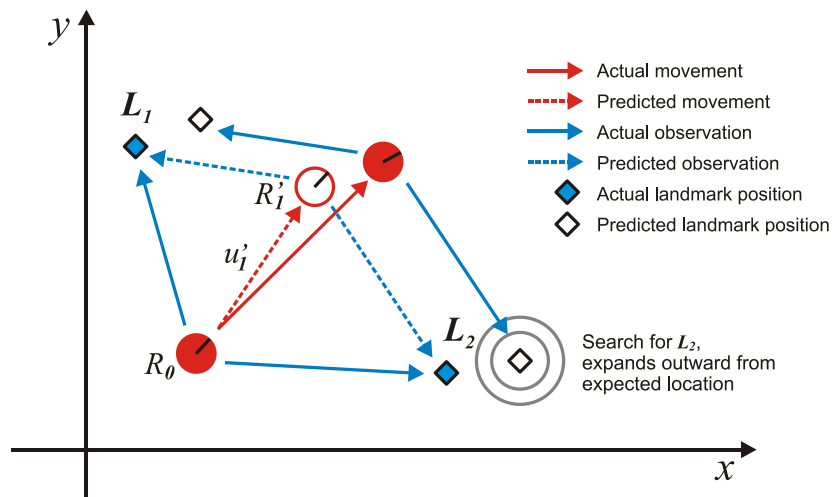 y
L1
Actual movement
Predicted movement
Actual observation
Predicted observation
Actual landmark position
Predicted landmark position
R'1
u'1
L2
R0
Search for L2,
expands outward from
expected location
x